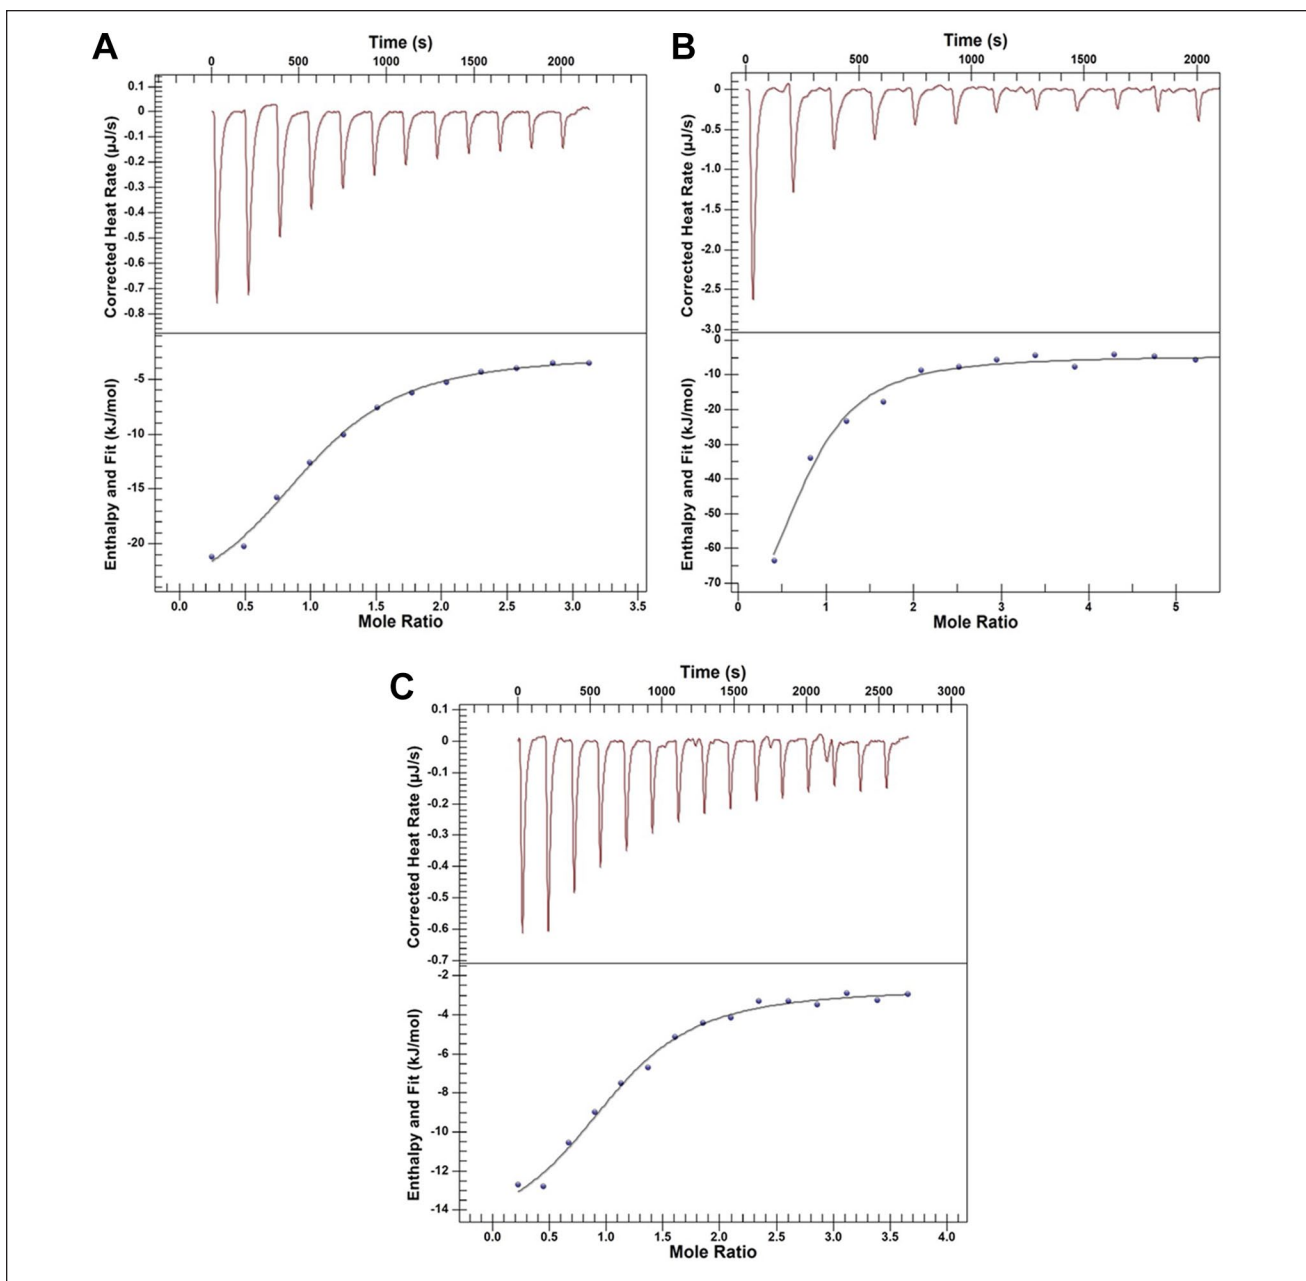 A
Time (s)
0 500 1000 1500 2000
Corrected Heat Rate (µJ/s)
0.1
0
-0.1
-0.2
-0.3
-0.4
-0.5
-0.6
-0.7
-0.8
Enthalpy and Fit (kJ/mol)
-5
-10
-15
-20
0.0 0.5 1.0 1.5 2.0 2.5 3.0 3.5
Mole Ratio
B
Time (s)
0 500 1000 1500 2000
Corrected Heat Rate (µJ/s)
0
-0.5
-1.0
-1.5
-2.0
-2.5
-3.0
Enthalpy and Fit (kJ/mol)
0
-10
-20
-30
-40
-50
-60
-70
0 1 2 3 4 5
Mole Ratio
C
Time (s)
0 500 1000 1500 2000 2500 3000
Corrected Heat Rate (µJ/s)
0.1
0
-0.1
-0.2
-0.3
-0.4
-0.5
-0.6
-0.7
Enthalpy and Fit (kJ/mol)
-2
-4
-6
-8
-10
-12
-14
0.0 0.5 1.0 1.5 2.0 2.5 3.0 3.5 4.0
Mole Ratio